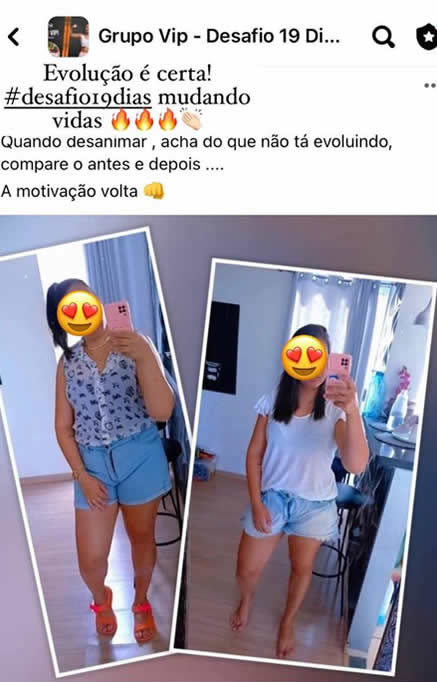 Grupo Vip - Desafio 19 Di...
Evolução é certa!
#desafio19dias mudando
vidas 🔥🔥🔥👏🏻
Quando desanimar , acha do que não tá evoluindo,
compare o antes e depois ....
A motivação volta 👊